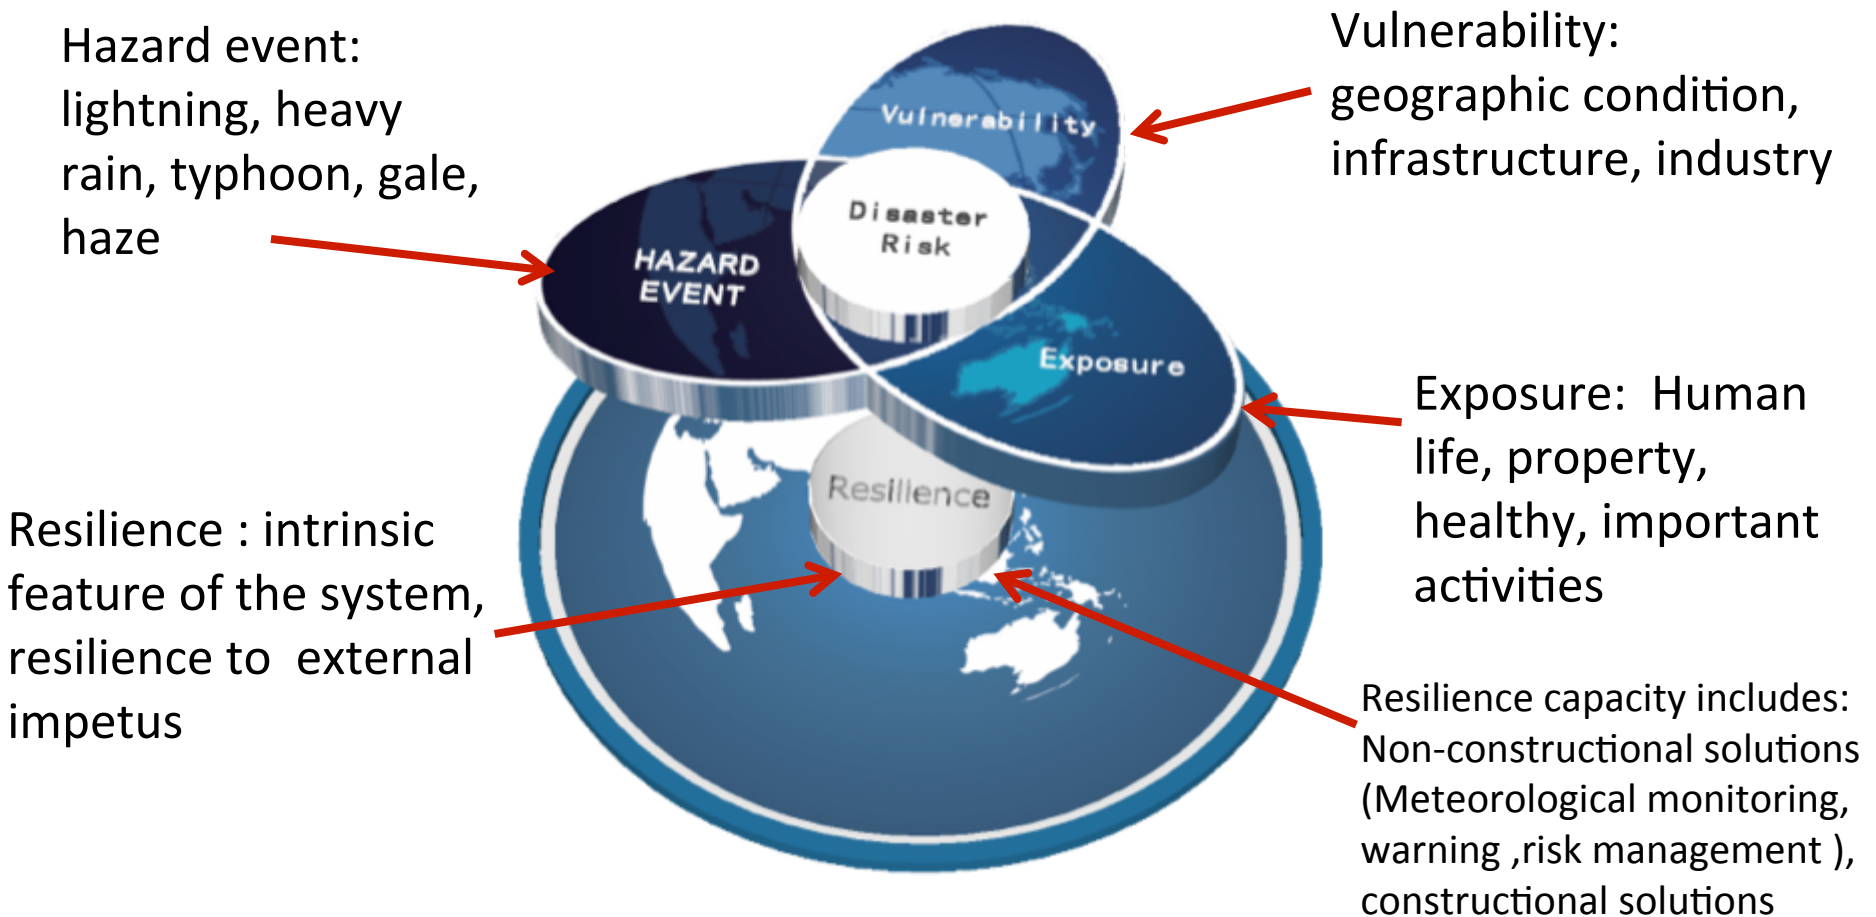 Hazard event:
lightning, heavy
rain, typhoon, gale,
haze
Vulnerability:
geographic condition,
infrastructure, industry
Vulnerability
Disaster
Risk
HAZARD
EVENT
Exposure
Exposure:  Human
life, property,
healthy, important
activities
Resilience
Resilience : intrinsic
feature of the system,
resilience to  external
impetus
Resilience capacity includes:
Non-constructional solutions
(Meteorological monitoring,
warning ,risk management ),
constructional solutions